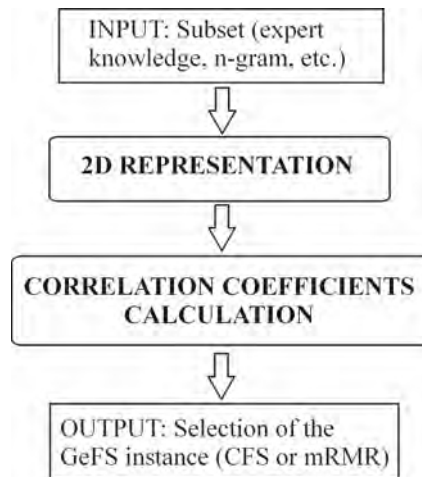 INPUT: Subset (expert
knowledge, n-gram, etc.)
2D REPRESENTATION
CORRELATION COEFFICIENTS
CALCULATION
OUTPUT: Selection of the
GeFS instance (CFS or mRMR)